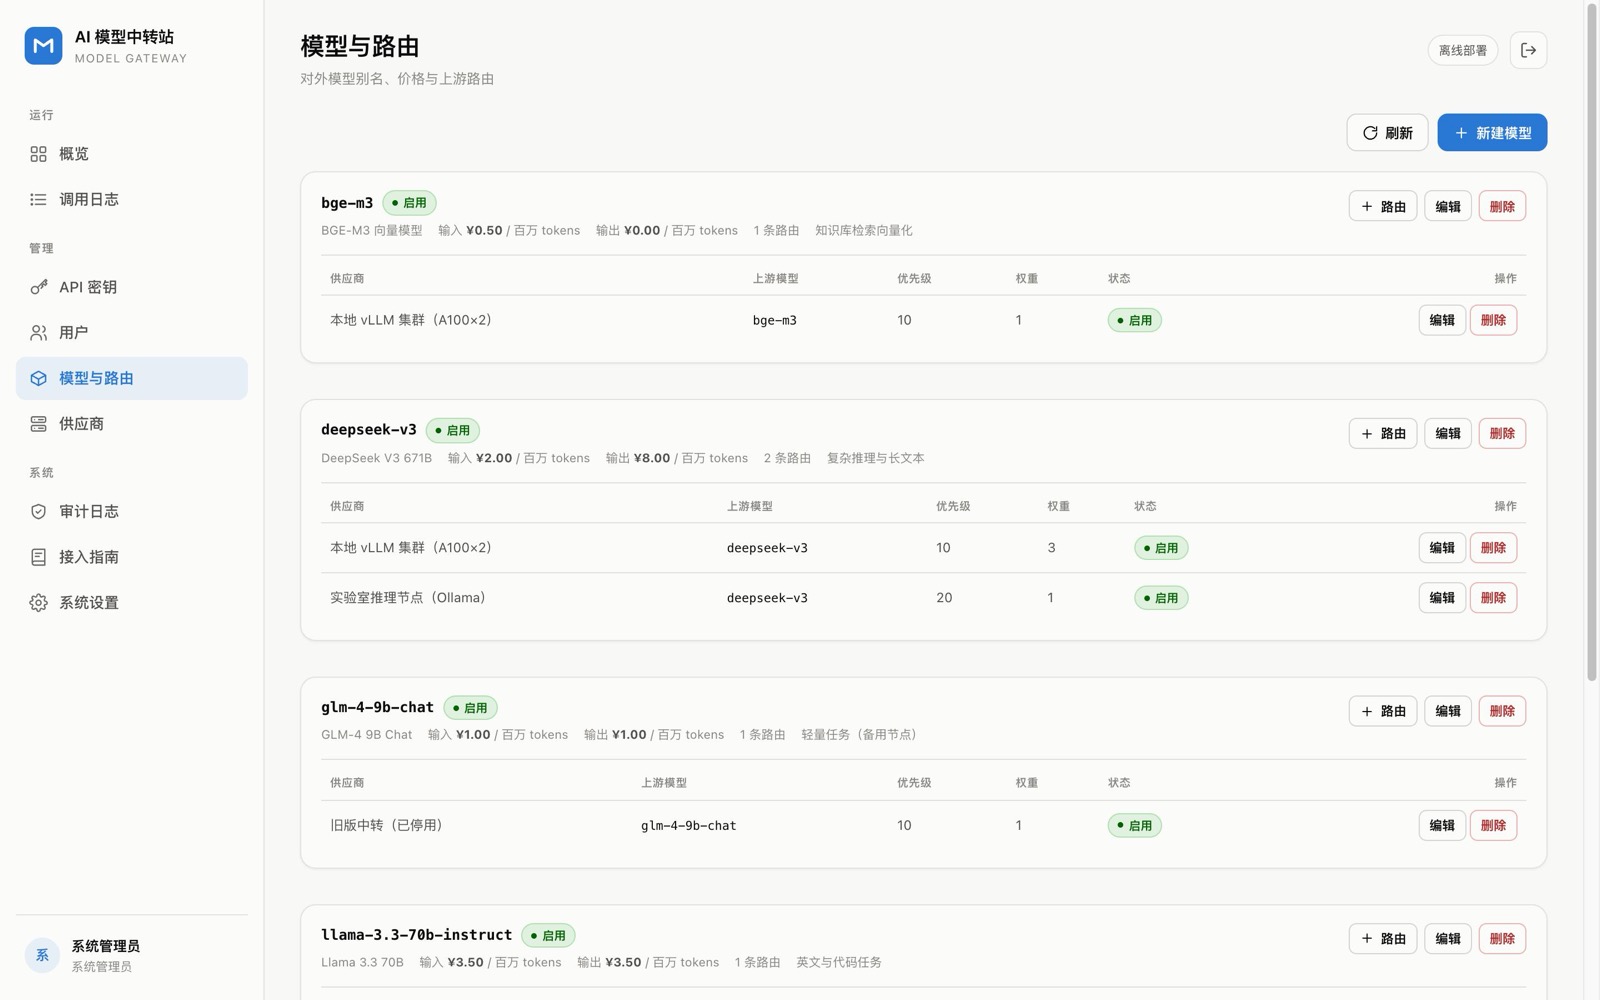 AI 模型中转站
MODEL GATEWAY
运行
概览
调用日志
管理
API 密钥
用户
模型与路由
供应商
系统
审计日志
接入指南
系统设置
系 系统管理员
系统管理员
模型与路由
对外模型别名、价格与上游路由
离线部署
刷新 + 新建模型
bge-m3 启用 + 路由 编辑 删除
BGE-M3 向量模型 输入 ¥0.50 / 百万 tokens 输出 ¥0.00 / 百万 tokens 1 条路由 知识库检索向量化
供应商 上游模型 优先级 权重 状态 操作
本地 vLLM 集群（A100×2） bge-m3 10 1 启用 编辑 删除
deepseek-v3 启用 + 路由 编辑 删除
DeepSeek V3 671B 输入 ¥2.00 / 百万 tokens 输出 ¥8.00 / 百万 tokens 2 条路由 复杂推理与长文本
供应商 上游模型 优先级 权重 状态 操作
本地 vLLM 集群（A100×2） deepseek-v3 10 3 启用 编辑 删除
实验室推理节点（Ollama） deepseek-v3 20 1 启用 编辑 删除
glm-4-9b-chat 启用 + 路由 编辑 删除
GLM-4 9B Chat 输入 ¥1.00 / 百万 tokens 输出 ¥1.00 / 百万 tokens 1 条路由 轻量任务（备用节点）
供应商 上游模型 优先级 权重 状态 操作
旧版中转（已停用） glm-4-9b-chat 10 1 启用 编辑 删除
llama-3.3-70b-instruct 启用 + 路由 编辑 删除
Llama 3.3 70B 输入 ¥3.50 / 百万 tokens 输出 ¥3.50 / 百万 tokens 1 条路由 英文与代码任务